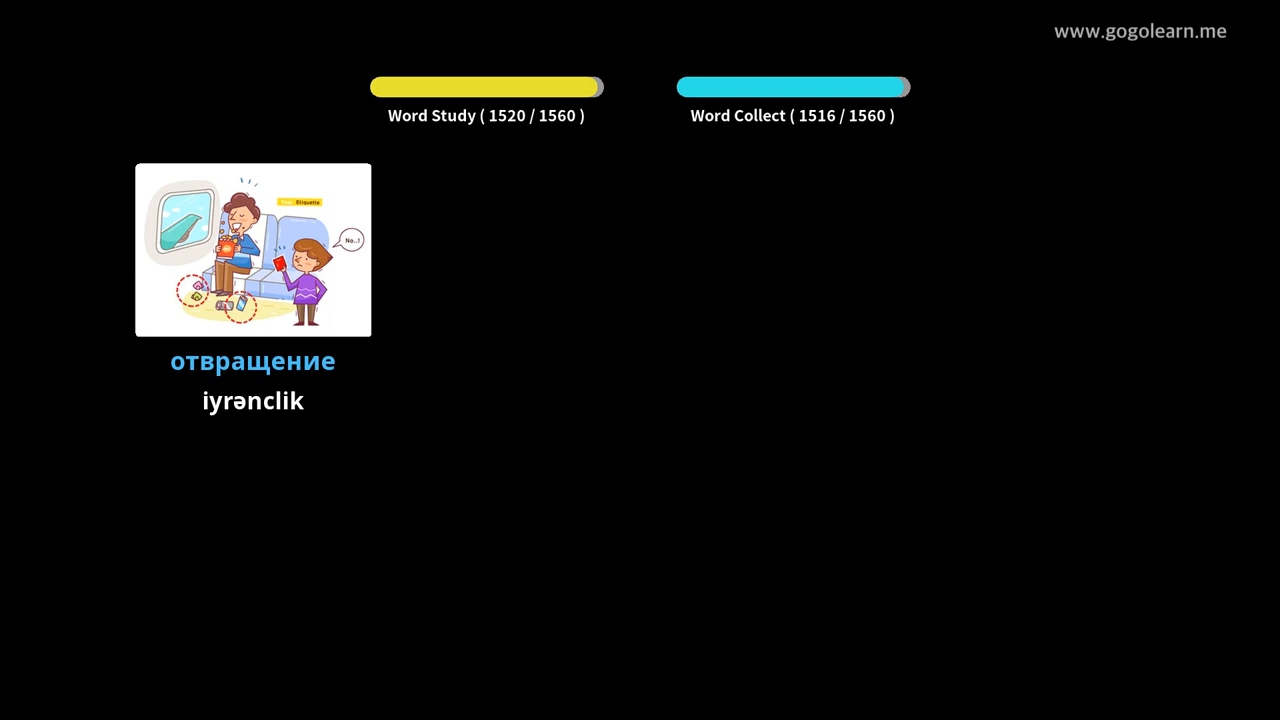 www.gogolearn.me
Word Study ( 1520 / 1560 )
Word Collect ( 1516 / 1560 )
Etiquette
No..!
отвращение
iyrənclik